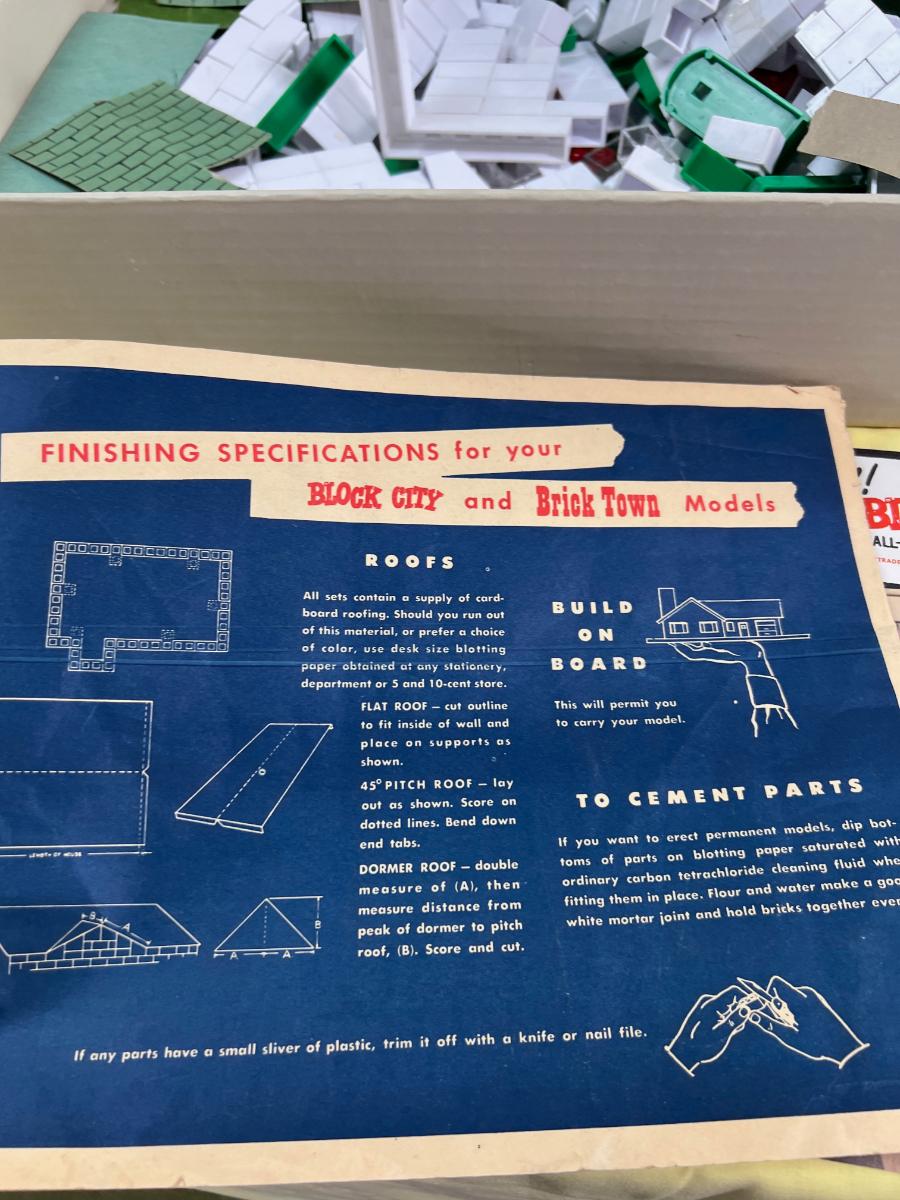 FINISHING SPECIFICATIONS for your
BLOCK CITY and Brick Town Models
ROOFS
All sets contain a supply of card-
board roofing. Should you run out
of this material, or prefer a choice
of color, use desk size blotting
paper obtained at any stationery,
department or 5 and 10-cent store.
FLAT ROOF — cut outline
to fit inside of wall and
place on supports as
shown.
45° PITCH ROOF — lay
out as shown. Score on
dotted lines. Bend down
end tabs.
DORMER ROOF — double
measure of (A), then
measure distance from
peak of dormer to pitch
roof, (B). Score and cut.
BUILD
ON
BOARD
This will permit you
to carry your model.
TO CEMENT PARTS
If you want to erect permanent models, dip bot-
toms of parts on blotting paper saturated with
ordinary carbon tetrachloride cleaning fluid whe
fitting them in place. Flour and water make a goo
white mortar joint and hold bricks together ever
LENGTH OF HOUSE
B
A
B
A
A
If any parts have a small sliver of plastic, trim it off with a knife or nail file.
!
ALL-
TRADE